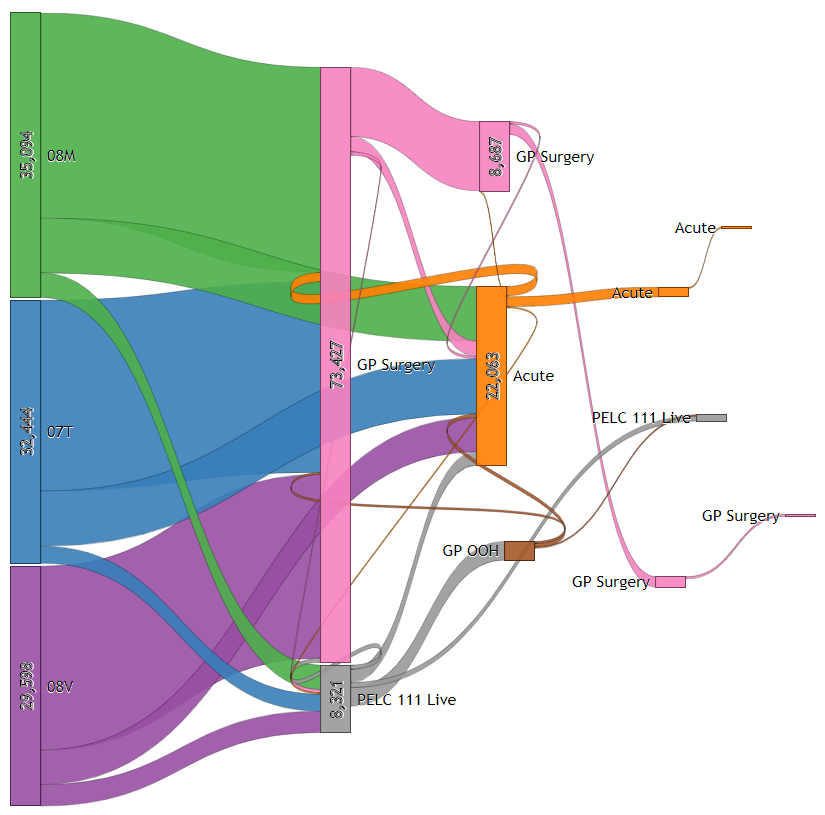 35,094
08M
32,444
07T
29,598
08V
73,427
GP Surgery
8,321
PELC 111 Live
8,687
GP Surgery
22,063
Acute
GP OOH
Acute
Acute
PELC 111 Live
GP Surgery
GP Surgery